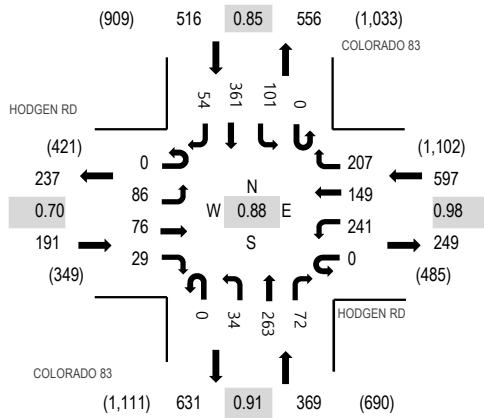 (909) 516 0.85 556 (1,033)
COLORADO 83
HODGEN RD
54 361 101 0
(421)
237
0.70
191
(349)
0
86
76
29
N
W 0.88 E
S
207
149
241
0
(1,102)
597
0.98
249
(485)
0 34 263 72
HODGEN RD
COLORADO 83
(1,111) 631 0.91 369 (690)